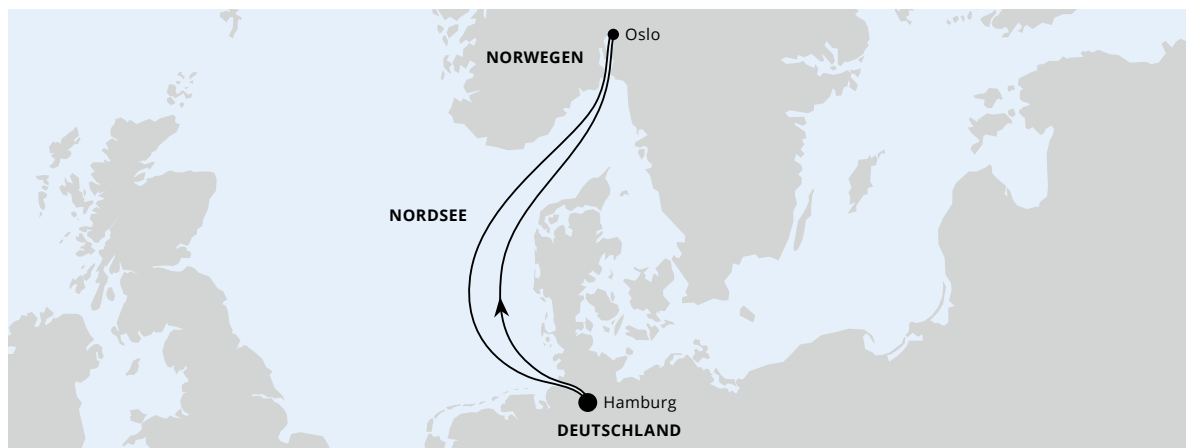 Oslo
NORWEGEN
NORDSEE
Hamburg
DEUTSCHLAND